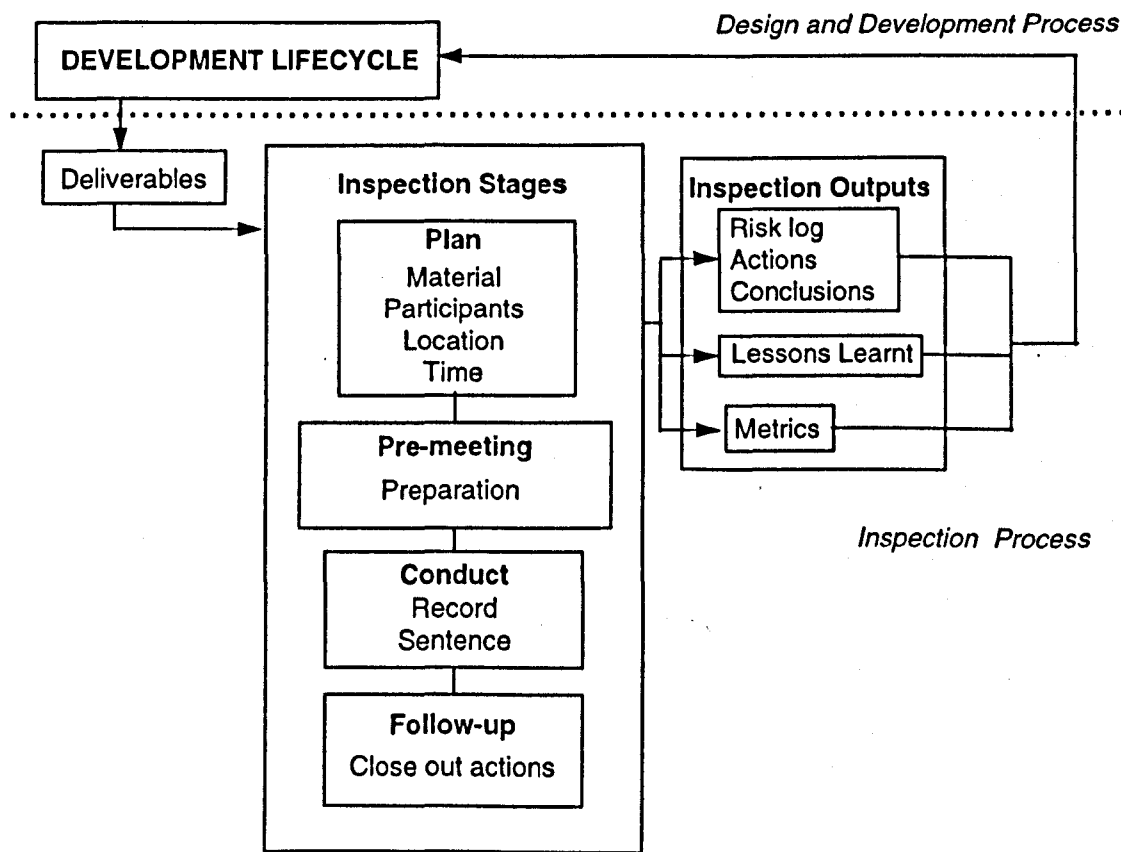 Design and Development Process
DEVELOPMENT LIFECYCLE
Deliverables
Inspection Stages
Plan
Material
Participants
Location
Time
Pre-meeting
Preparation
Conduct
Record
Sentence
Follow-up
Close out actions
Inspection Outputs
Risk log
Actions
Conclusions
Lessons Learnt
Metrics
Inspection Process